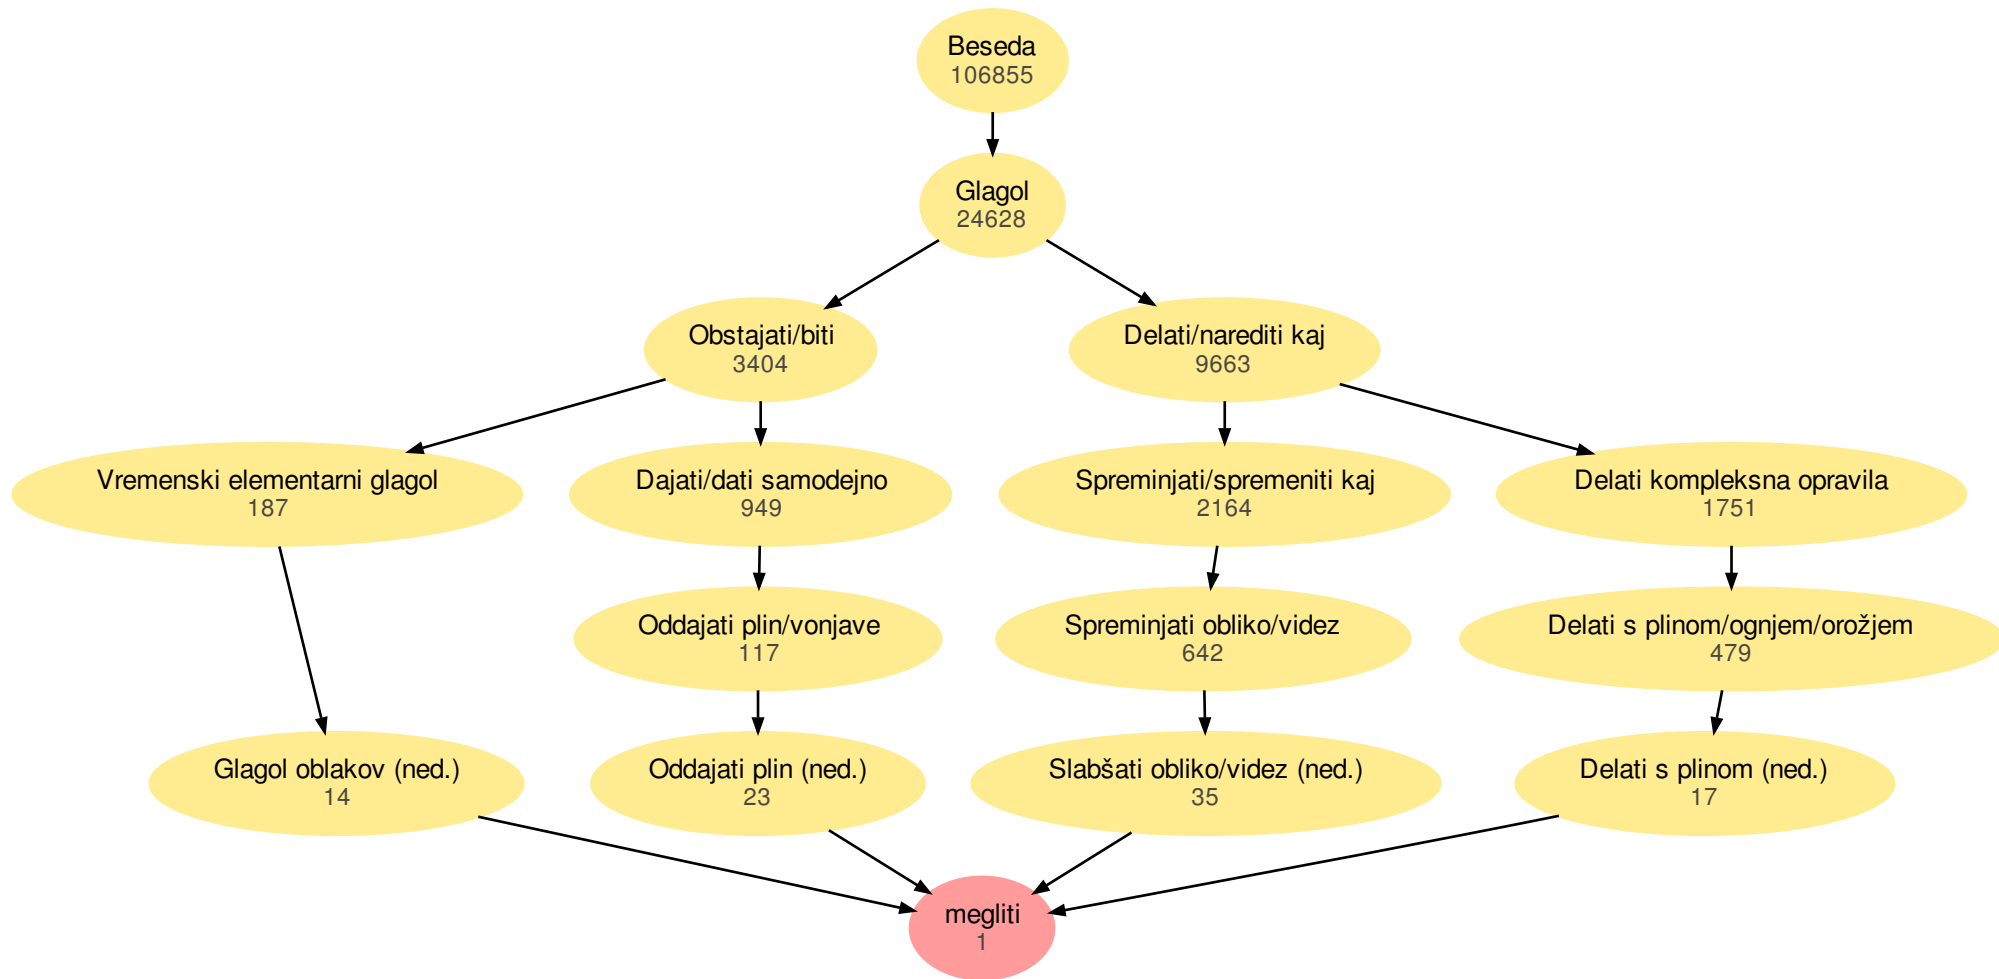 Beseda
106855
Glagol
24628
Obstajati/biti
3404
Delati/narediti kaj
9663
Vremenski elementarni glagol
187
Dajati/dati samodejno
949
Spreminjati/spremeniti kaj
2164
Delati kompleksna opravila
1751
Oddajati plin/vonjave
117
Spreminjati obliko/videz
642
Delati s plinom/ognjem/orožjem
479
Glagol oblakov (ned.)
14
Oddajati plin (ned.)
23
Slabšati obliko/videz (ned.)
35
Delati s plinom (ned.)
17
megliti
1